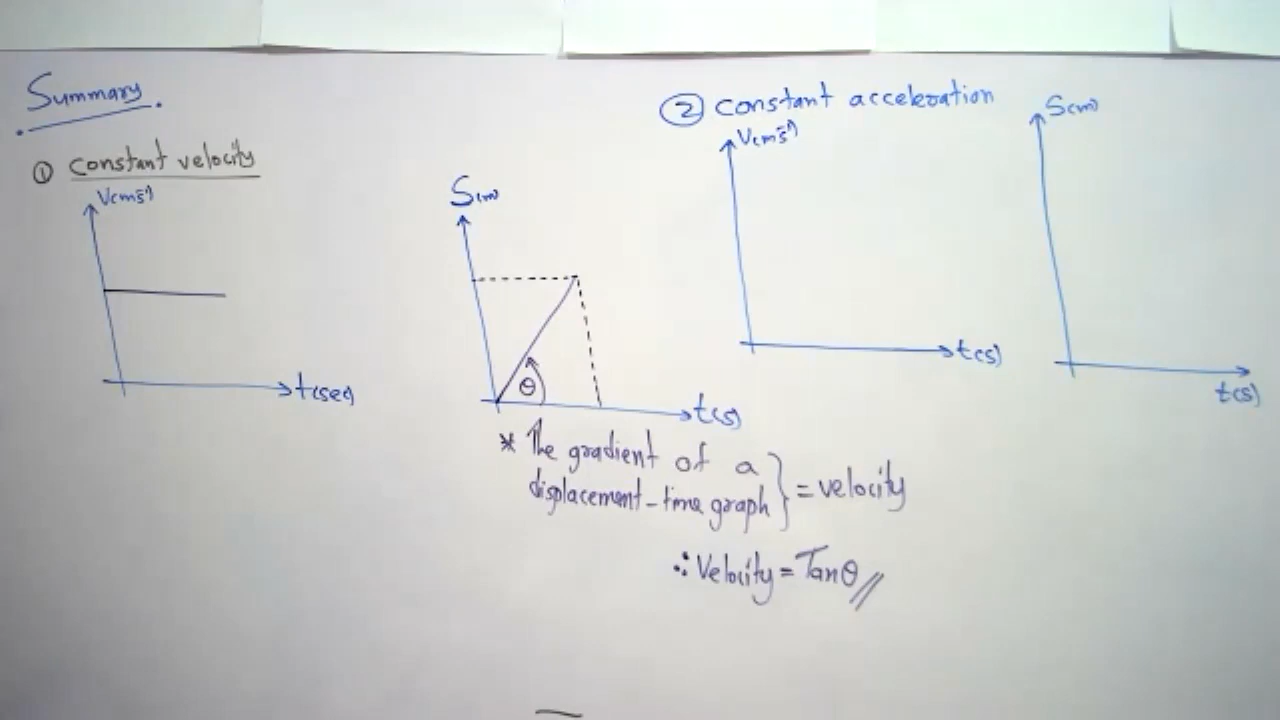 Summary
① Constant velocity
V(ms⁻¹)
t(sec)
S(m)
θ
t(s)
* The gradient of a
displacement-time graph } = velocity
∴ Velocity = Tanθ //
② Constant acceleration
V(ms⁻¹)
t(s)
S(m)
t(s)